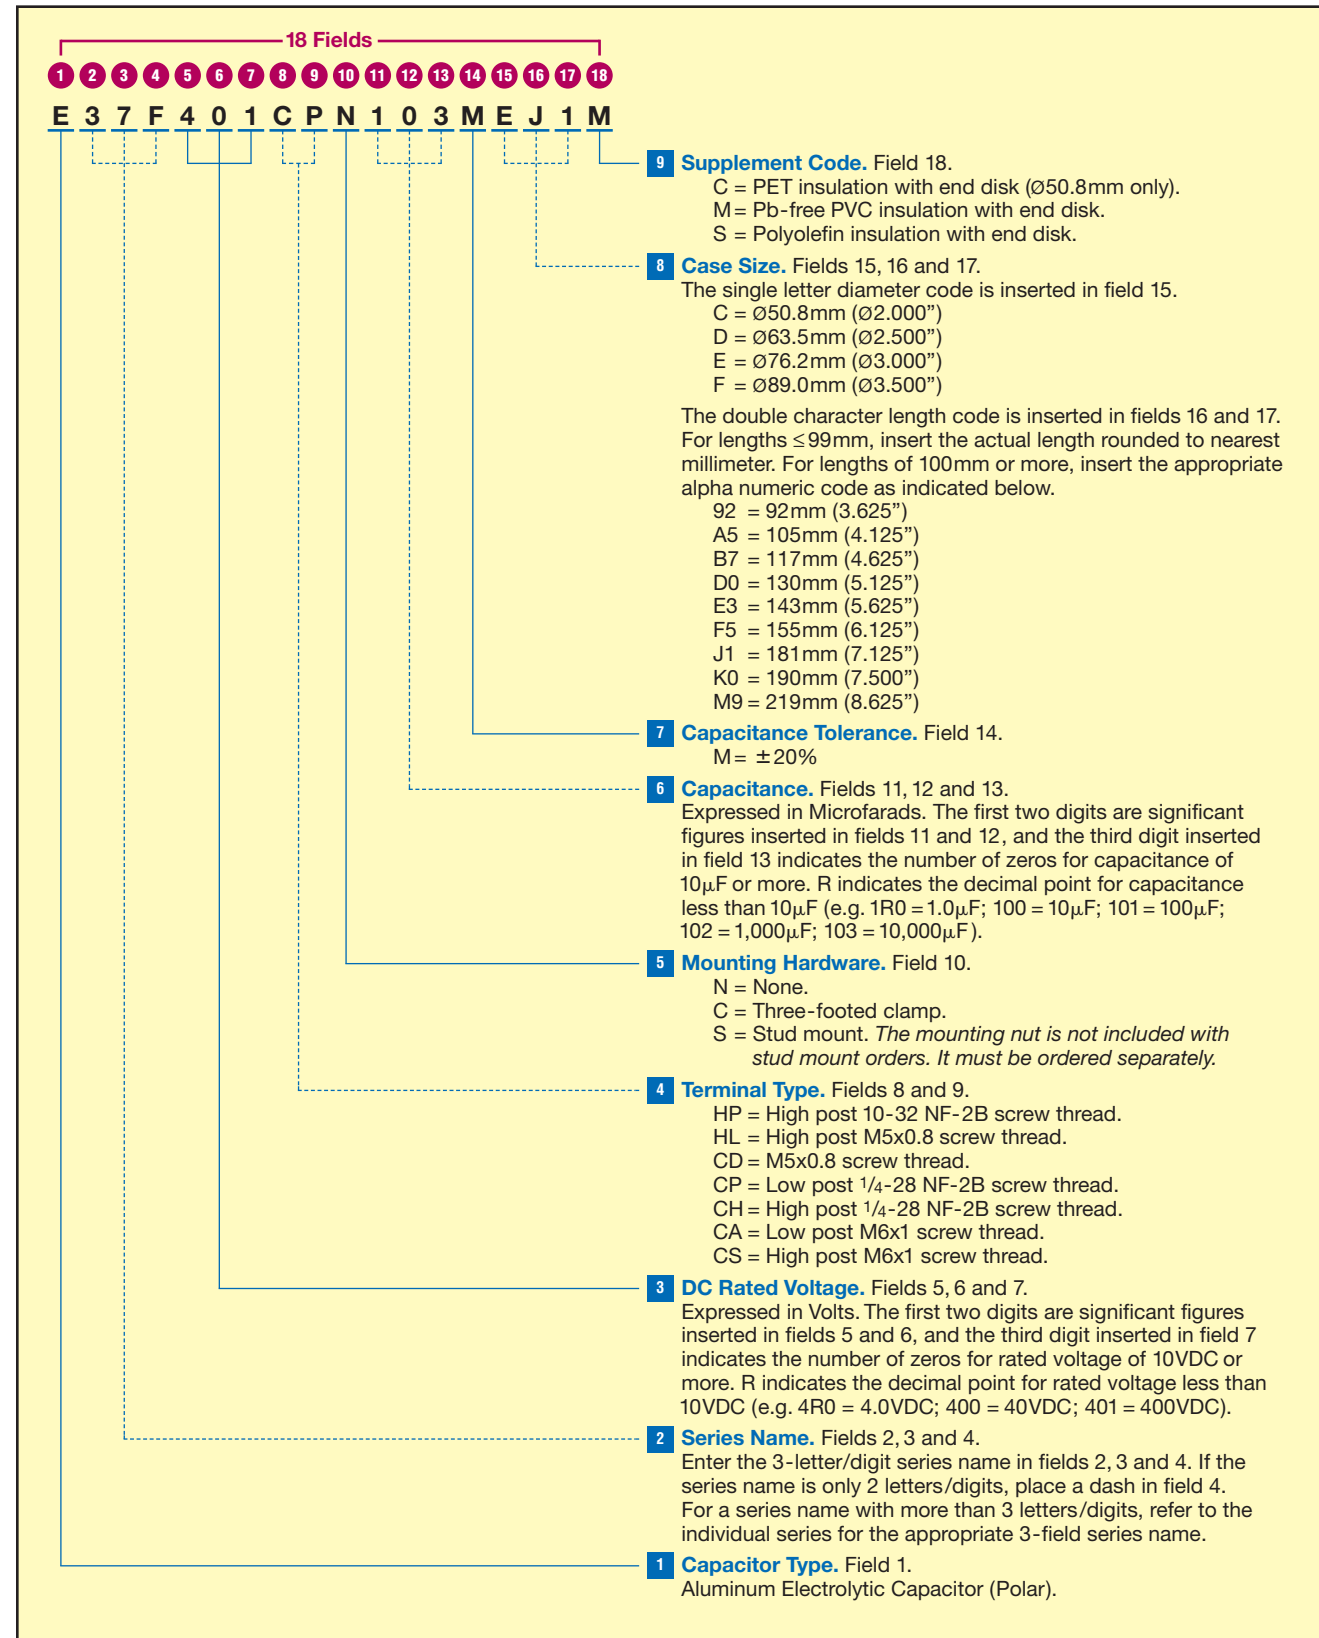 18 Fields
1 2 3 4 5 6 7 8 9 10 11 12 13 14 15 16 17 18
E 3 7 F 4 0 1 C P N 1 0 3 M E J 1 M
9 Supplement Code. Field 18.
C = PET insulation with end disk (Ø50.8mm only).
M = Pb-free PVC insulation with end disk.
S = Polyolefin insulation with end disk.
8 Case Size. Fields 15, 16 and 17.
The single letter diameter code is inserted in field 15.
C = Ø50.8mm (Ø2.000”)
D = Ø63.5mm (Ø2.500”)
E = Ø76.2mm (Ø3.000”)
F = Ø89.0mm (Ø3.500”)
The double character length code is inserted in fields 16 and 17.
For lengths ≤99mm, insert the actual length rounded to nearest
millimeter. For lengths of 100mm or more, insert the appropriate
alpha numeric code as indicated below.
92 = 92mm (3.625”)
A5 = 105mm (4.125”)
B7 = 117mm (4.625”)
D0 = 130mm (5.125”)
E3 = 143mm (5.625”)
F5 = 155mm (6.125”)
J1 = 181mm (7.125”)
K0 = 190mm (7.500”)
M9 = 219mm (8.625”)
7 Capacitance Tolerance. Field 14.
M = ±20%
6 Capacitance. Fields 11, 12 and 13.
Expressed in Microfarads. The first two digits are significant
figures inserted in fields 11 and 12, and the third digit inserted
in field 13 indicates the number of zeros for capacitance of
10µF or more. R indicates the decimal point for capacitance
less than 10µF (e.g. 1R0 = 1.0µF; 100 = 10µF; 101 = 100µF;
102 = 1,000µF; 103 = 10,000µF).
5 Mounting Hardware. Field 10.
N = None.
C = Three-footed clamp.
S = Stud mount. The mounting nut is not included with
stud mount orders. It must be ordered separately.
4 Terminal Type. Fields 8 and 9.
HP = High post 10-32 NF-2B screw thread.
HL = High post M5x0.8 screw thread.
CD = M5x0.8 screw thread.
CP = Low post 1/4-28 NF-2B screw thread.
CH = High post 1/4-28 NF-2B screw thread.
CA = Low post M6x1 screw thread.
CS = High post M6x1 screw thread.
3 DC Rated Voltage. Fields 5, 6 and 7.
Expressed in Volts. The first two digits are significant figures
inserted in fields 5 and 6, and the third digit inserted in field 7
indicates the number of zeros for rated voltage of 10VDC or
more. R indicates the decimal point for rated voltage less than
10VDC (e.g. 4R0 = 4.0VDC; 400 = 40VDC; 401 = 400VDC).
2 Series Name. Fields 2, 3 and 4.
Enter the 3-letter/digit series name in fields 2, 3 and 4. If the
series name is only 2 letters/digits, place a dash in field 4.
For a series name with more than 3 letters/digits, refer to the
individual series for the appropriate 3-field series name.
1 Capacitor Type. Field 1.
Aluminum Electrolytic Capacitor (Polar).